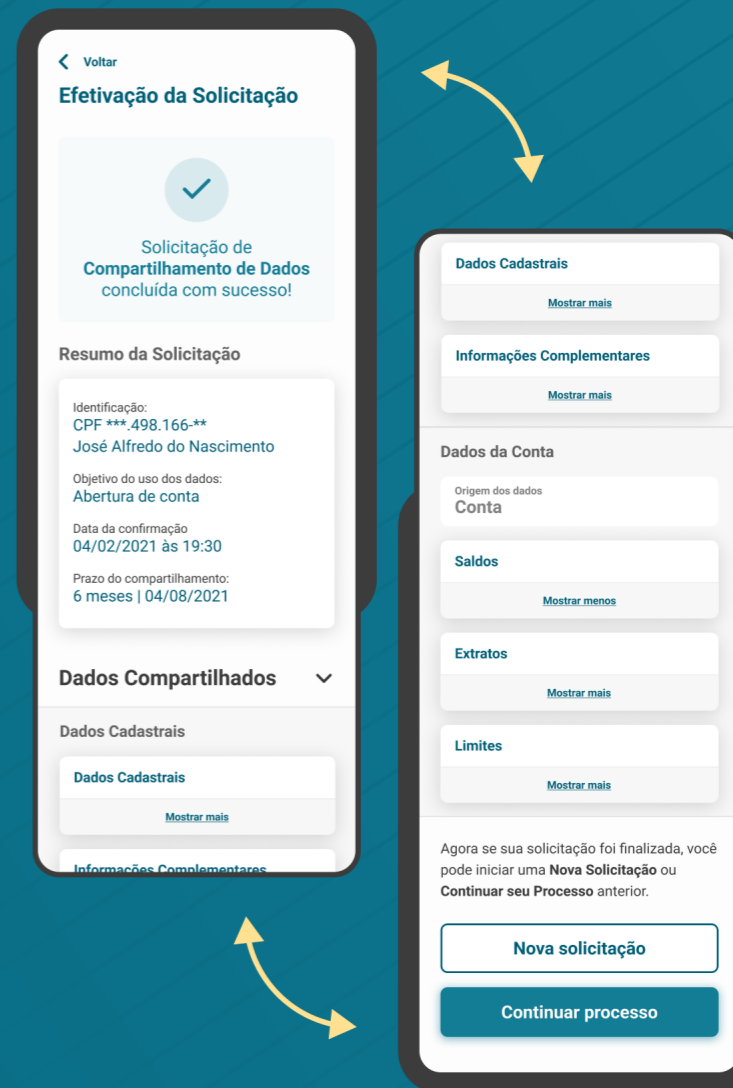 Voltar
Efetivação da Solicitação
Solicitação de
Compartilhamento de Dados
concluída com sucesso!
Resumo da Solicitação
Identificação:
CPF ***.498.166-**
José Alfredo do Nascimento
Objetivo do uso dos dados:
Abertura de conta
Data da confirmação
04/02/2021 às 19:30
Prazo do compartilhamento:
6 meses | 04/08/2021
Dados Compartilhados
Dados Cadastrais
Dados Cadastrais
Mostrar mais
Informações Complementares
Dados Cadastrais
Mostrar mais
Informações Complementares
Mostrar mais
Dados da Conta
Origem dos dados
Conta
Saldos
Mostrar menos
Extratos
Mostrar mais
Limites
Mostrar mais
Agora se sua solicitação foi finalizada, você
pode iniciar uma Nova Solicitação ou
Continuar seu Processo anterior.
Nova solicitação
Continuar processo